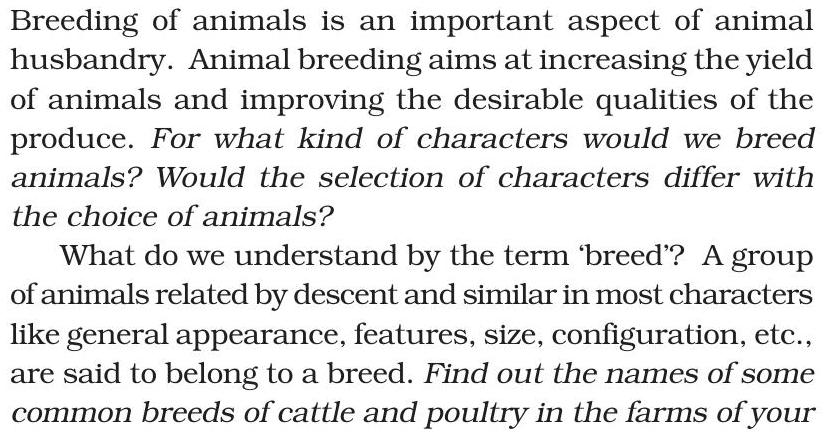 Breeding of animals is an important aspect of animal
husbandry. Animal breeding aims at increasing the yield
of animals and improving the desirable qualities of the
produce. For what kind of characters would we breed
animals? Would the selection of characters differ with
the choice of animals?
What do we understand by the term ‘breed’? A group
of animals related by descent and similar in most characters
like general appearance, features, size, configuration, etc.,
are said to belong to a breed. Find out the names of some
common breeds of cattle and poultry in the farms of your